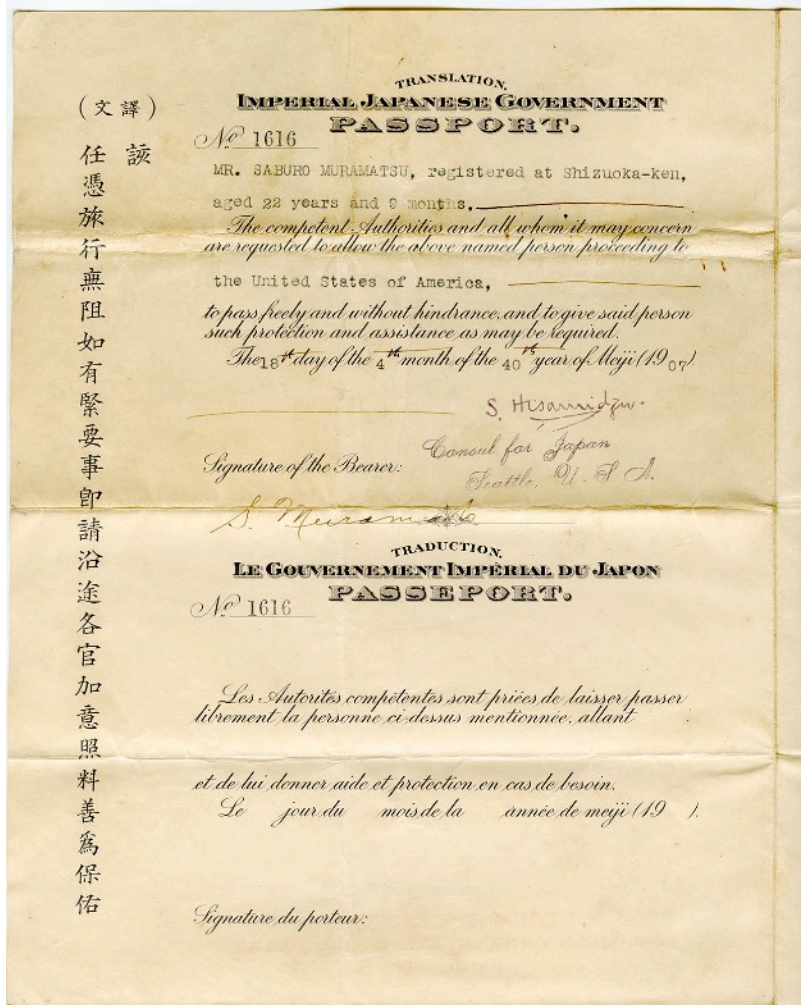 TRANSLATION.
IMPERIAL JAPANESE GOVERNMENT
PASSPORT.
No 1616
MR. SABURO MURAMATSU, registered at Shizuoka-ken,
aged 22 years and 9 months.
The competent Authorities and all whom it may concern
are requested to allow the above named person proceeding to
the United States of America,
to pass freely and without hindrance, and to give said person
such protection and assistance as may be required.
The 18th day of the 4th month of the 40th year of Meiji (1907).
S. Hisamidzu.
Consul for Japan
Seattle, U. S. A.
Signature of the Bearer:
S. Muramatsu
TRADUCTION.
LE GOUVERNEMENT IMPÉRIAL DU JAPON
PASSEPORT.
No 1616
Les Autorités compétentes sont priées de laisser passer
librement la personne ci-dessus mentionnée, allant
et de lui donner aide et protection en cas de besoin.
Le jour du mois de la année de meiji (19 ).
Signature du porteur:
(譯文)
該
任憑旅行無阻如有緊要事卽請沿途各官加意照料善爲保佑